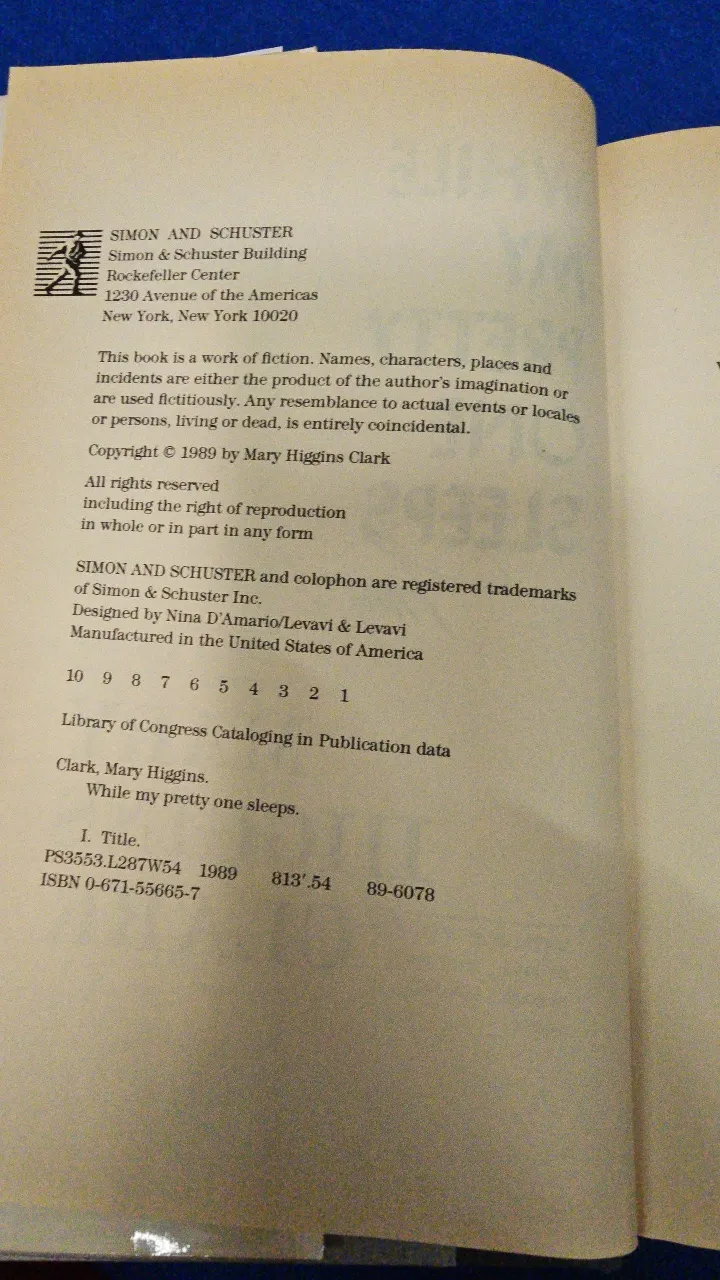 SIMON AND SCHUSTER
Simon & Schuster Building
Rockefeller Center
1230 Avenue of the Americas
New York, New York 10020
This book is a work of fiction. Names, characters, places and
incidents are either the product of the author's imagination or
are used fictitiously. Any resemblance to actual events or locales
or persons, living or dead, is entirely coincidental.
Copyright © 1989 by Mary Higgins Clark
All rights reserved
including the right of reproduction
in whole or in part in any form
SIMON AND SCHUSTER and colophon are registered trademarks
of Simon & Schuster Inc.
Designed by Nina D'Amario/Levavi & Levavi
Manufactured in the United States of America
10 9 8 7 6 5 4 3 2 1
Library of Congress Cataloging in Publication data
Clark, Mary Higgins.
While my pretty one sleeps.
I. Title.
PS3553.L287W54 1989 813'.54 89-6078
ISBN 0-671-55665-7